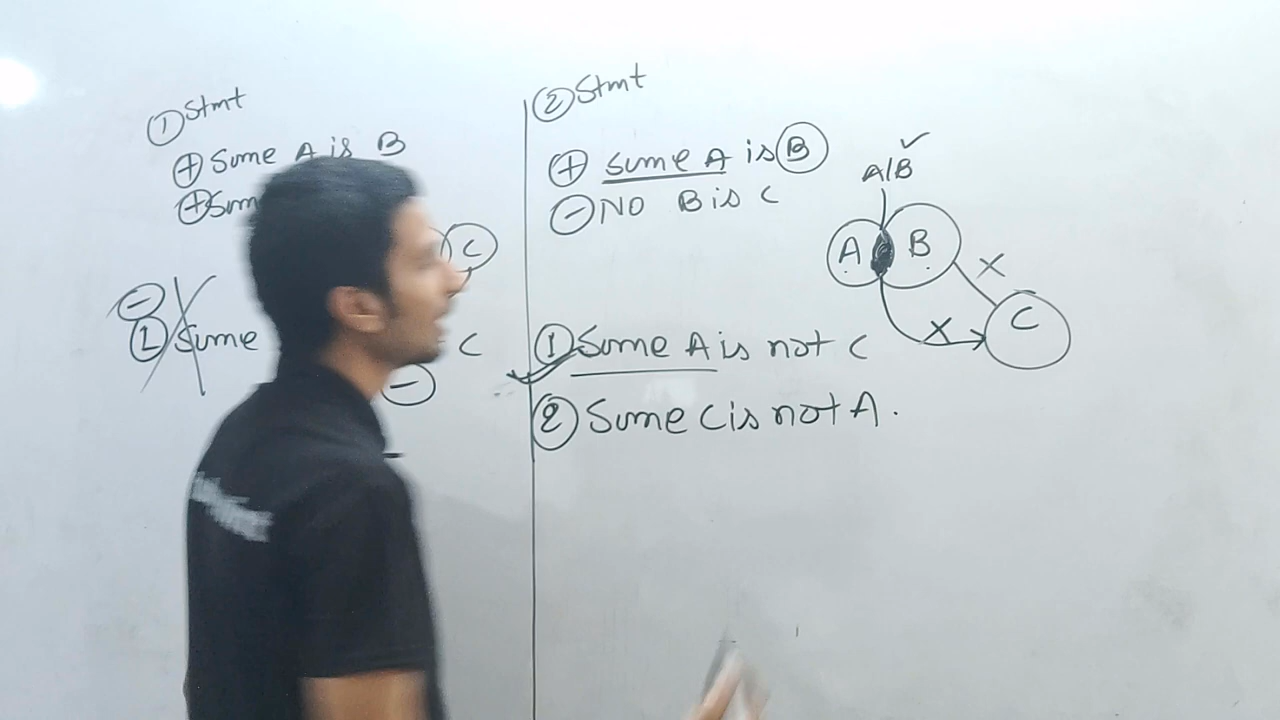 ① Stmt
⊕ Some A is B
⊕ Som
C
⊖
① Some C
⊖
② Stmt
⊕ Some A is B
⊖ NO B is C
① Some A is not C
② Some C is not A.
A/B ✓
A B
X
X
C